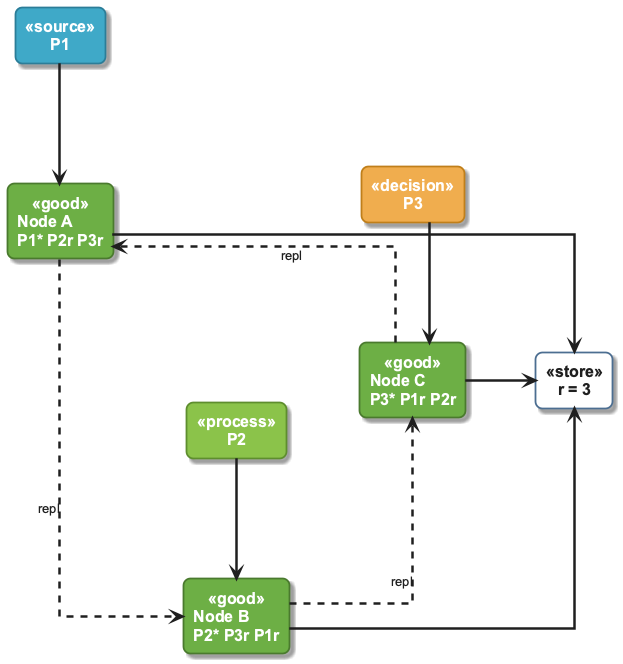 «source»
P1
«good»
Node A
P1* P2r P3r
«decision»
P3
repl
«good»
Node C
P3* P1r P2r
«store»
r = 3
«process»
P2
repl
repl
«good»
Node B
P2* P3r P1r